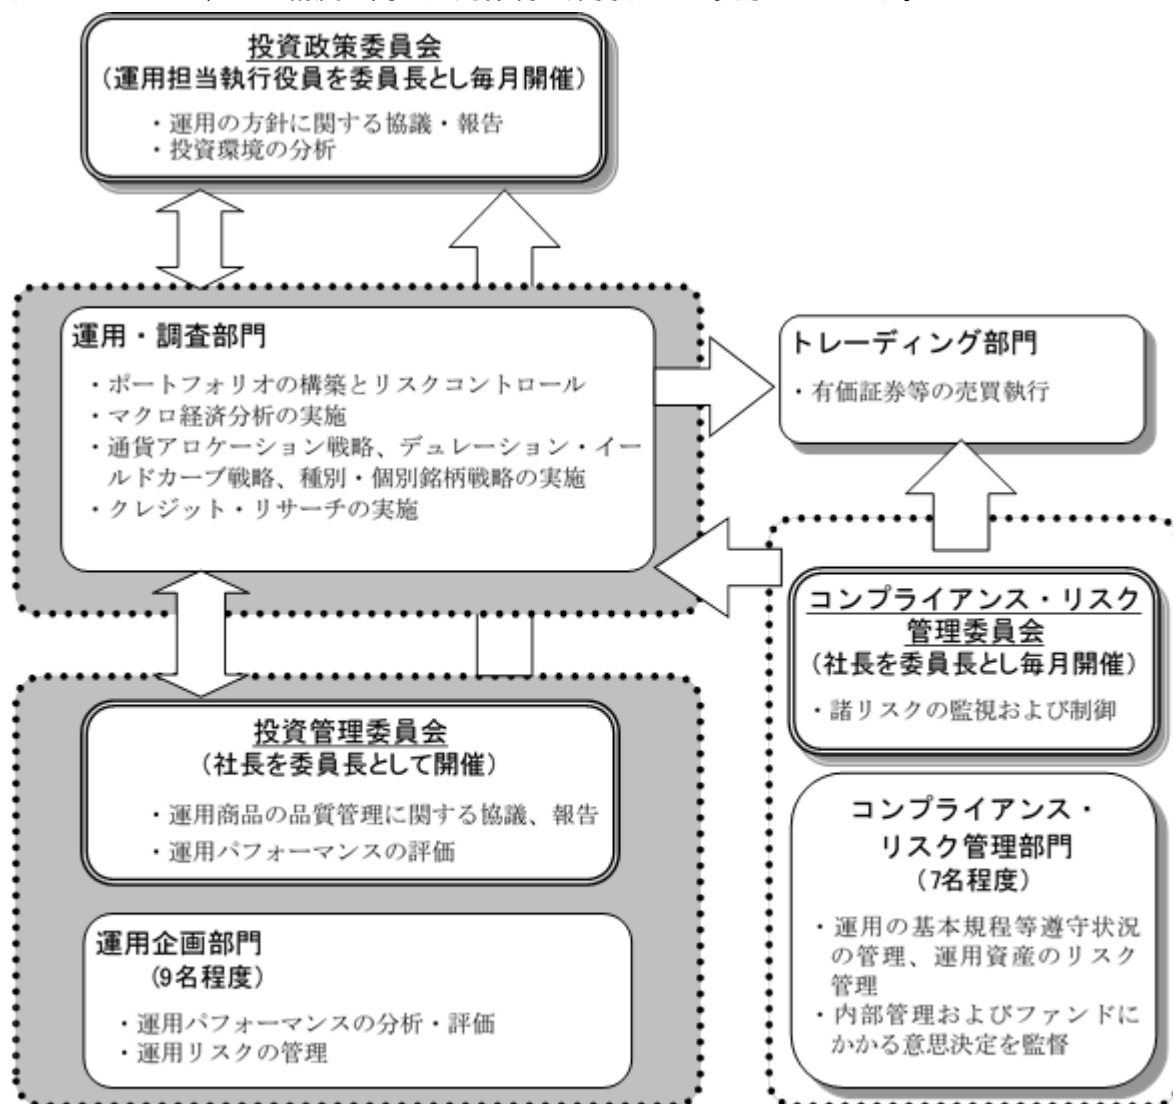 投資政策委員会
（運用担当執行役員を委員長とし毎月開催）
・運用の方針に関する協議・報告
・投資環境の分析
運用・調査部門
・ポートフォリオの構築とリスクコントロール
・マクロ経済分析の実施
・通貨アロケーション戦略、デュレーション・イー
ルドカーブ戦略、種別・個別銘柄戦略の実施
・クレジット・リサーチの実施
トレーディング部門
・有価証券等の売買執行
投資管理委員会
（社長を委員長として開催）
・運用商品の品質管理に関する協議、報告
・運用パフォーマンスの評価
運用企画部門
（9名程度）
・運用パフォーマンスの分析・評価
・運用リスクの管理
コンプライアンス・リスク
管理委員会
（社長を委員長とし毎月開催）
・諸リスクの監視および制御
コンプライアンス・
リスク管理部門
（7名程度）
・運用の基本規程等遵守状況
の管理、運用資産のリスク
管理
・内部管理およびファンドに
かかる意思決定を監督